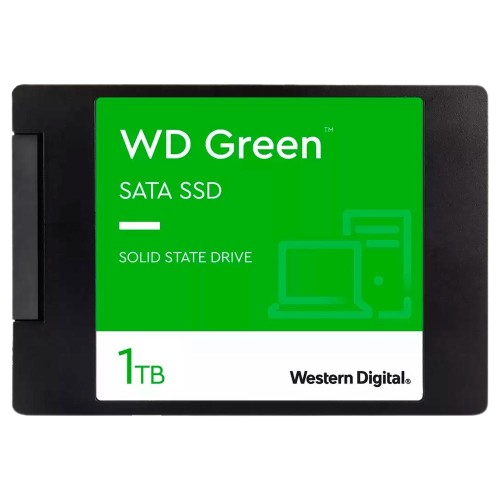 WD Green™
SATA SSD
SOLID STATE DRIVE
1TB
Western Digital®